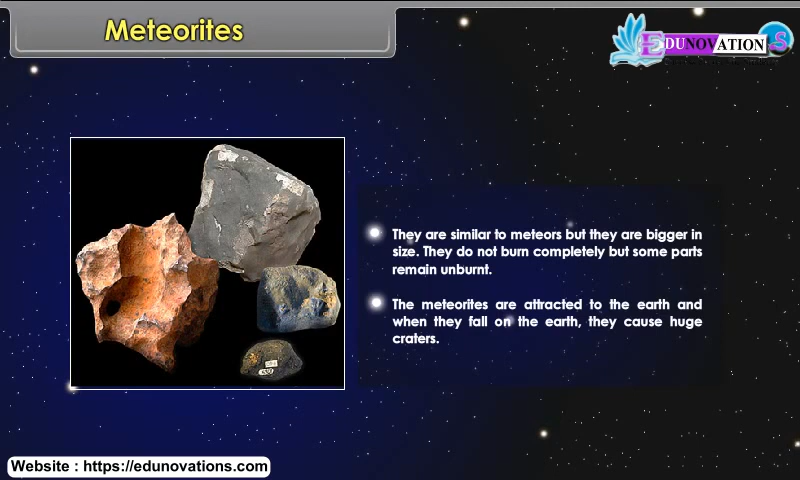 Meteorites
EDUNOVATION S
They are similar to meteors but they are bigger in
size. They do not burn completely but some parts
remain unburnt.
The meteorites are attracted to the earth and
when they fall on the earth, they cause huge
craters.
Website : https://edunovations.com